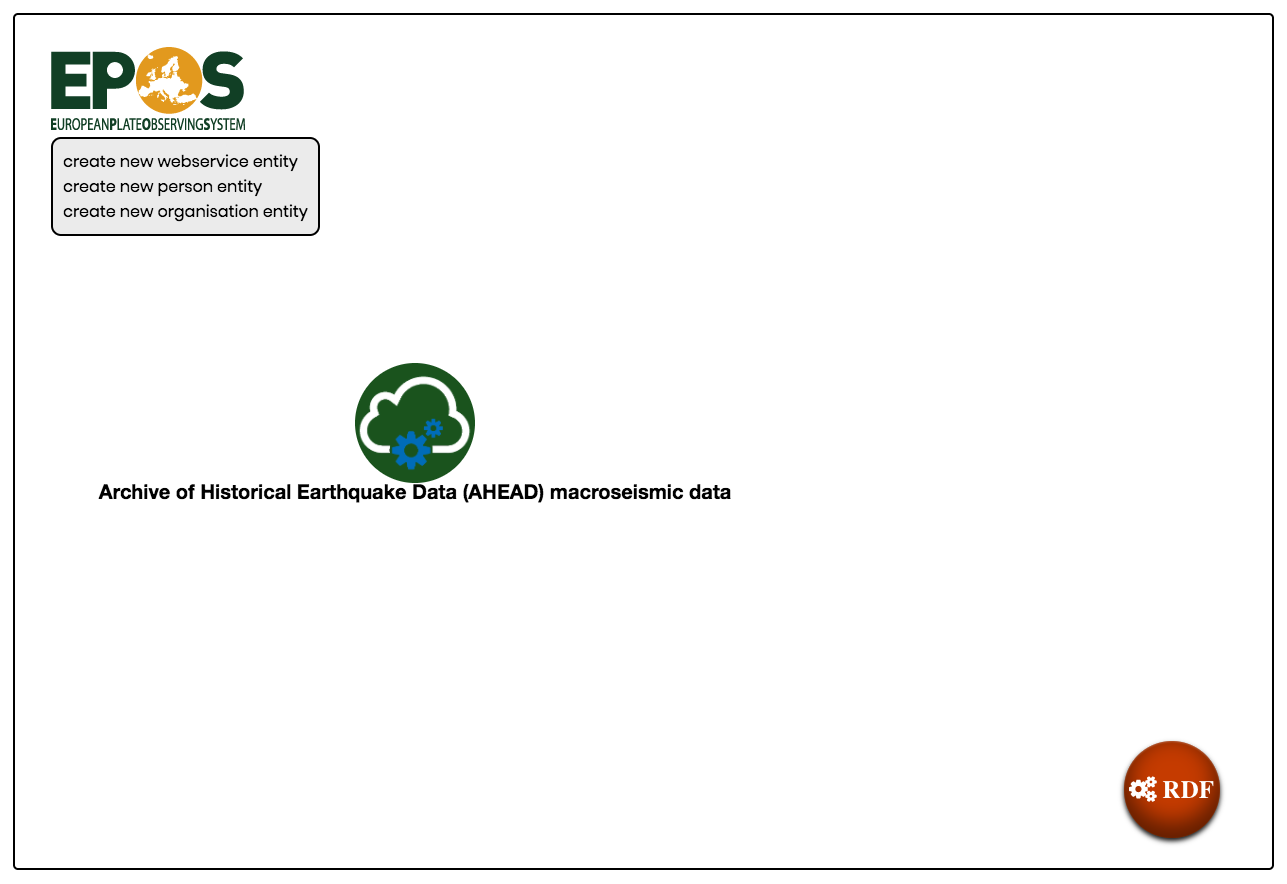 EPOS
EUROPEANPLATEOBSERVINGSYSTEM
create new webservice entity
create new person entity
create new organisation entity
Archive of Historical Earthquake Data (AHEAD) macroseismic data
RDF